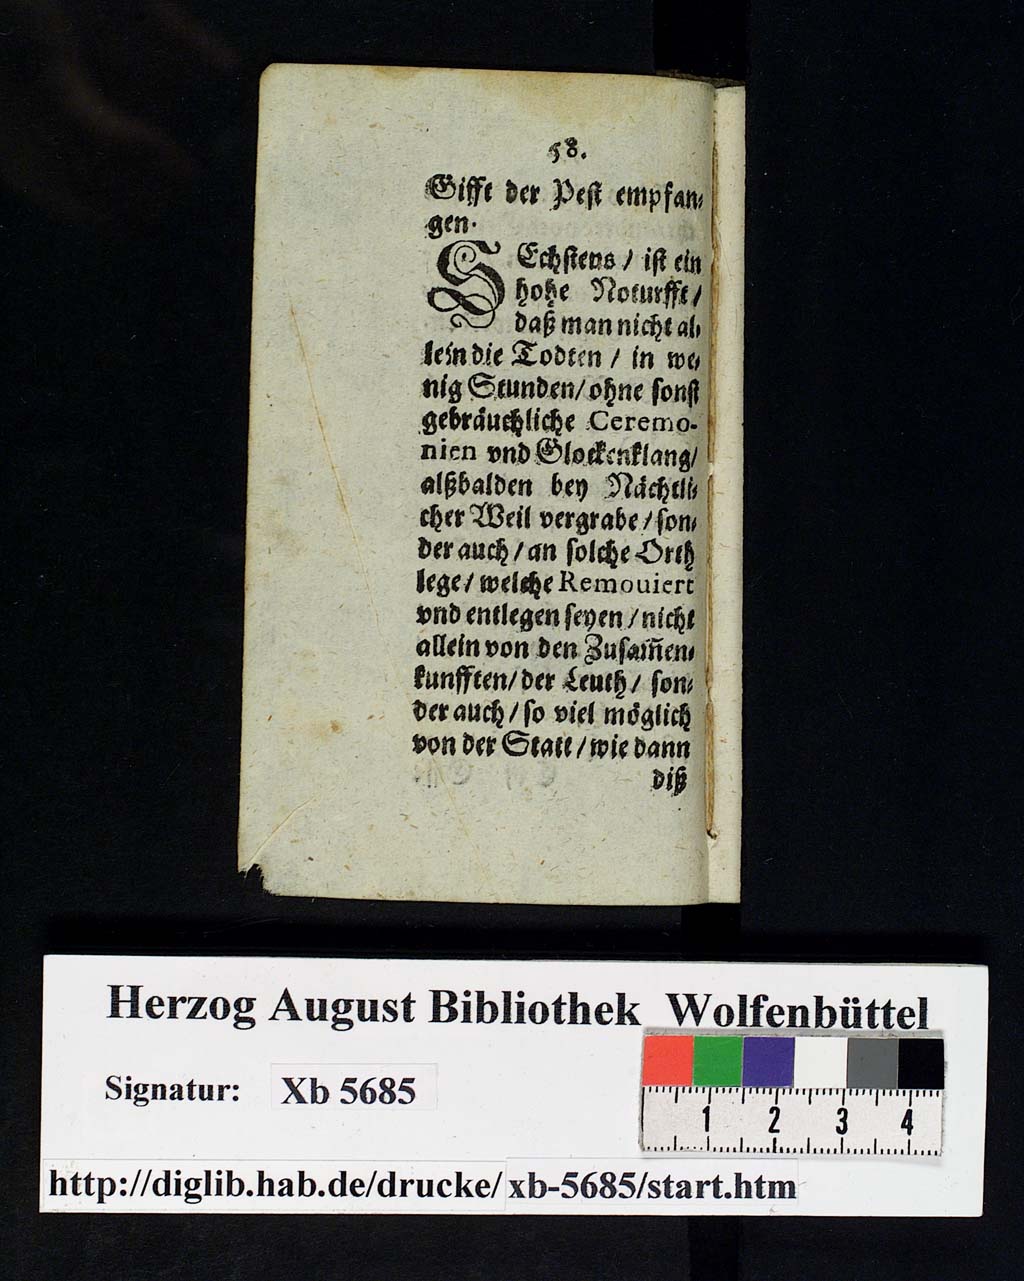 58.
Gifft der Pest empfan⸗
gen.
SEchstens / ist ein
hohe Noturfft /
daß man nicht al⸗
lein die Todten / in we⸗
nig Stunden / ohne sonst
gebräuchliche Ceremo-
nien vnd Glockenklang /
alßbalden bey Nächtli⸗
cher Weil vergrabe / son⸗
der auch / an solche Orth
lege / welche Remouiert
vnd entlegen seyen / nicht
allein von den Zusam̃en⸗
kunfften / der Leuth / son⸗
der auch / so viel möglich
von der Statt / wie dann
diß
Herzog August Bibliothek Wolfenbüttel
Signatur: Xb 5685
1 2 3 4
http://diglib.hab.de/drucke/xb-5685/start.htm